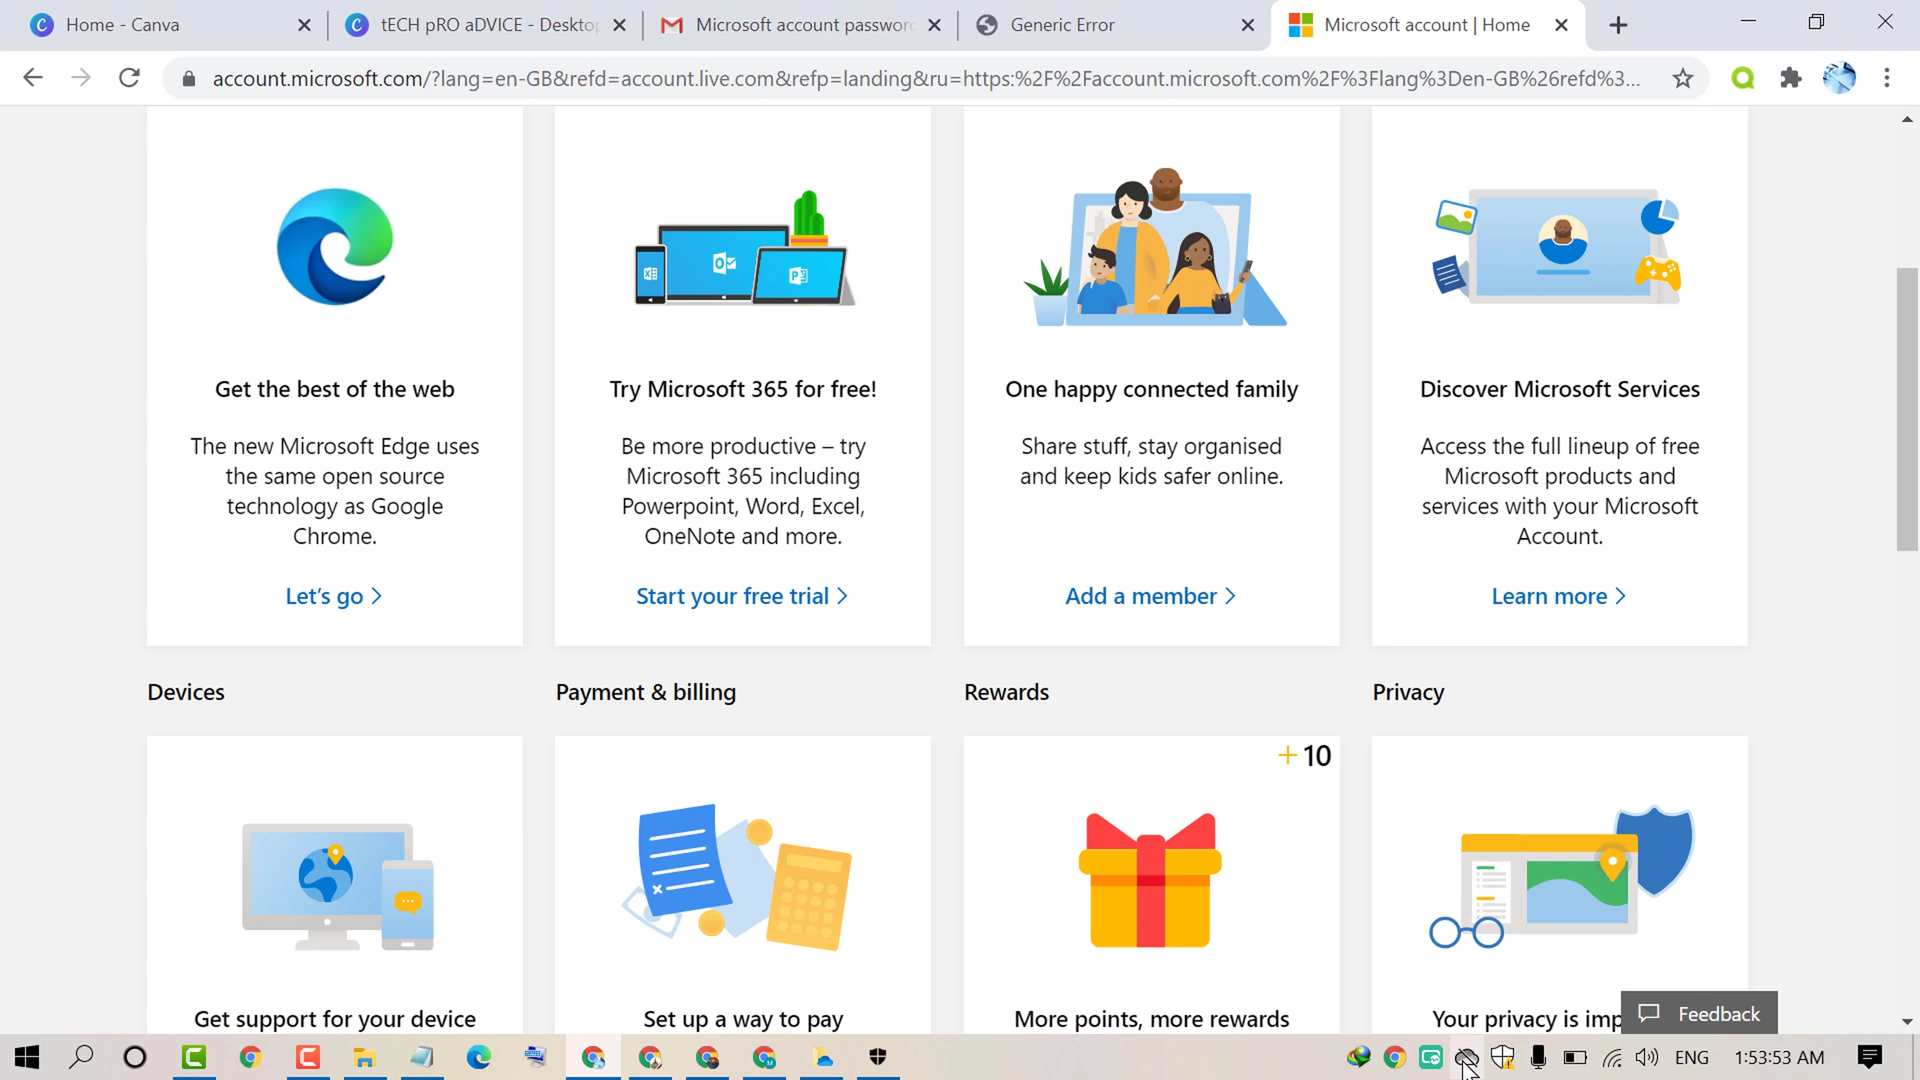 Home - Canva
tECH pRO aDVICE - Deskto
Microsoft account passwor
Generic Error
Microsoft account | Home
account.microsoft.com/?lang=en-GB&refd=account.live.com&refp=landing&ru=https:%2F%2Faccount.microsoft.com%2F%3Flang%3Den-GB%26refd%3...
Get the best of the web
The new Microsoft Edge uses
the same open source
technology as Google
Chrome.
Let's go
Try Microsoft 365 for free!
Be more productive – try
Microsoft 365 including
Powerpoint, Word, Excel,
OneNote and more.
Start your free trial
One happy connected family
Share stuff, stay organised
and keep kids safer online.
Add a member
Discover Microsoft Services
Access the full lineup of free
Microsoft products and
services with your Microsoft
Account.
Learn more
Devices
Payment & billing
Rewards
Privacy
+10
Get support for your device
Set up a way to pay
More points, more rewards
Your privacy is imp
Feedback
ENG
1:53:53 AM